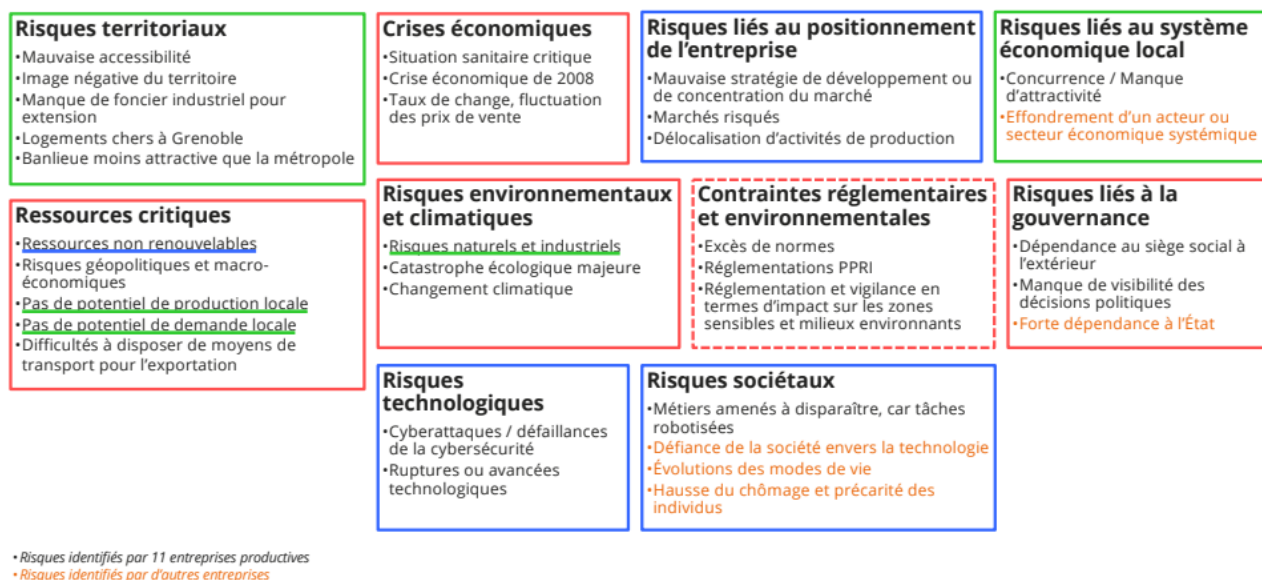 Risques territoriaux
•Mauvaise accessibilité
•Image négative du territoire
•Manque de foncier industriel pour
extension
•Logements chers à Grenoble
•Banlieue moins attractive que la métropole
Crises économiques
•Situation sanitaire critique
•Crise économique de 2008
•Taux de change, fluctuation
des prix de vente
Risques liés au positionnement
de l'entreprise
•Mauvaise stratégie de développement ou
de concentration du marché
•Marchés risqués
•Délocalisation d'activités de production
Risques liés au système
économique local
•Concurrence / Manque
d'attractivité
•Effondrement d'un acteur ou
secteur économique systémique
Ressources critiques
•Ressources non renouvelables
•Risques géopolitiques et macro-
économiques
•Pas de potentiel de production locale
•Pas de potentiel de demande locale
•Difficultés à disposer de moyens de
transport pour l'exportation
Risques environnementaux
et climatiques
•Risques naturels et industriels
•Catastrophe écologique majeure
•Changement climatique
Contraintes réglementaires
et environnementales
•Excès de normes
•Réglementations PPRI
•Réglementation et vigilance en
termes d'impact sur les zones
sensibles et milieux environnants
Risques liés à la
gouvernance
•Dépendance au siège social à
l'extérieur
•Manque de visibilité des
décisions politiques
•Forte dépendance à l'État
Risques
technologiques
•Cyberattaques / défaillances
de la cybersécurité
•Ruptures ou avancées
technologiques
Risques sociétaux
•Métiers amenés à disparaître, car tâches
robotisées
•Défiance de la société envers la technologie
•Évolutions des modes de vie
•Hausse du chômage et précarité des
individus
• Risques identifiés par 11 entreprises productives
• Risques identifiés par d'autres entreprises